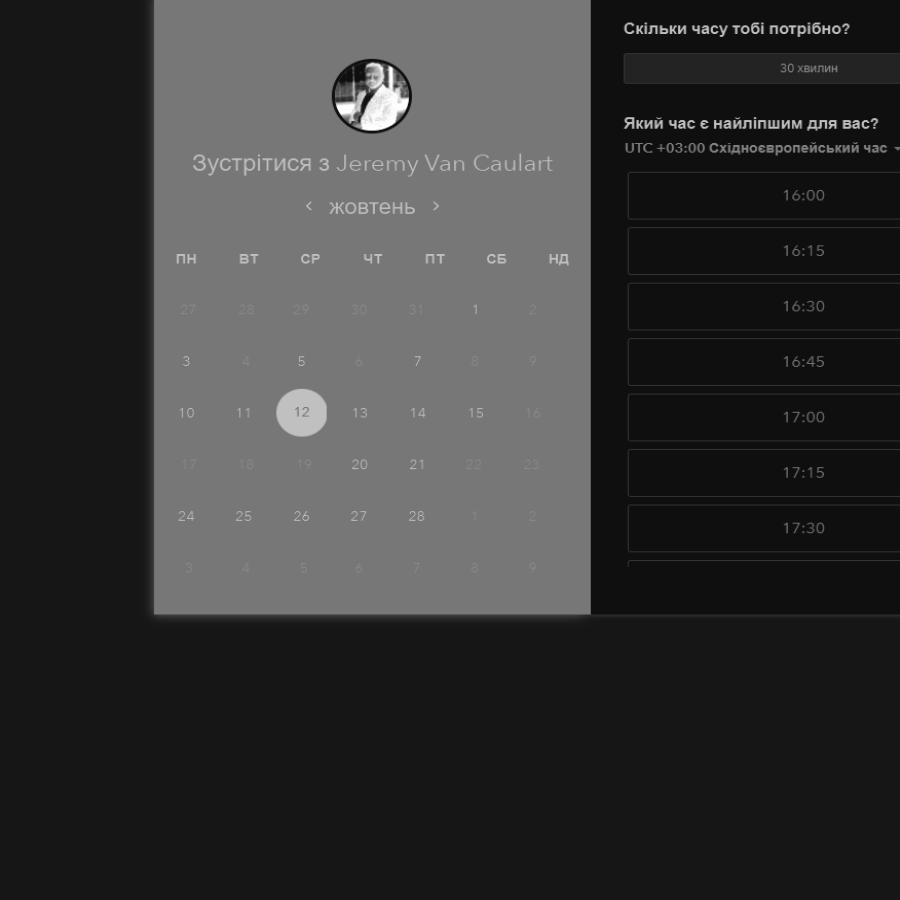 Зустрітися з Jeremy Van Caulart
‹ жовтень ›
ПН ВТ СР ЧТ ПТ СБ НД
27 28 29 30 31 1 2
3 4 5 6 7 8 9
10 11 12 13 14 15 16
17 18 19 20 21 22 23
24 25 26 27 28 1 2
3 4 5 6 7 8 9
Скільки часу тобі потрібно?
30 хвилин
Який час є найліпшим для вас?
UTC +03:00 Східноєвропейський час
16:00
16:15
16:30
16:45
17:00
17:15
17:30